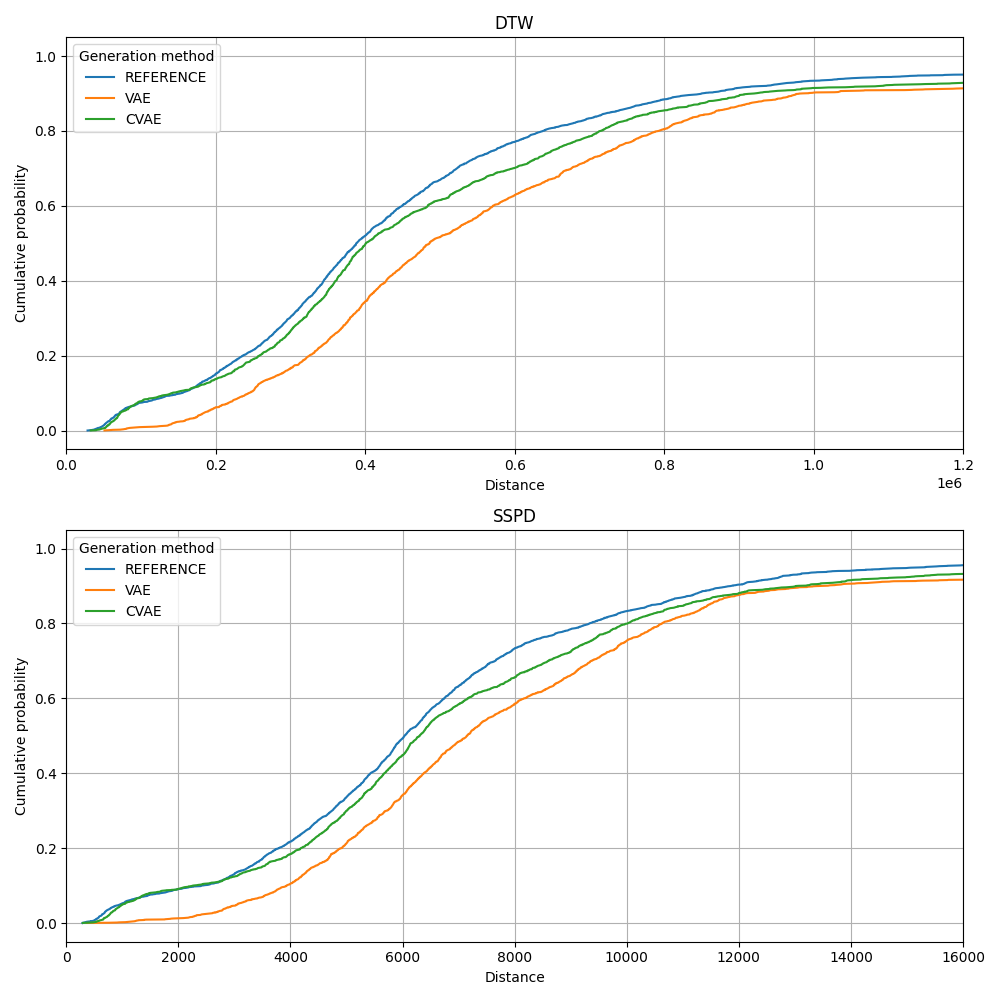 DTW
Generation method
REFERENCE
VAE
CVAE
Cumulative probability
1.0
0.8
0.6
0.4
0.2
0.0
0.0 0.2 0.4 0.6 0.8 1.0 1.2
Distance
1e6
SSPD
Generation method
REFERENCE
VAE
CVAE
Cumulative probability
1.0
0.8
0.6
0.4
0.2
0.0
0 2000 4000 6000 8000 10000 12000 14000 16000
Distance